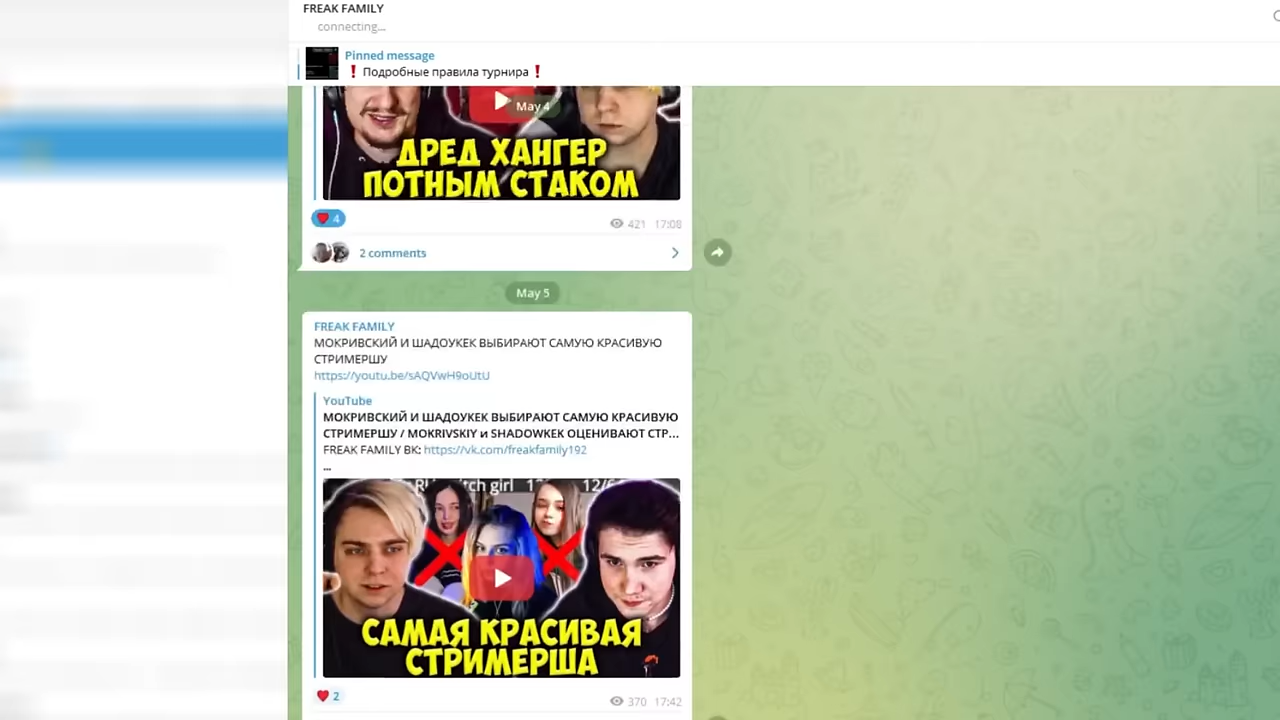 FREAK FAMILY
connecting...
Pinned message
❗ Подробные правила турнира ❗
May 4
ДРЕД ХАНГЕР
ПОТНЫМ СТАКОМ
❤ 4
421 17:08
2 comments
May 5
FREAK FAMILY
МОКРИВСКИЙ И ШАДОУКЕК ВЫБИРАЮТ САМУЮ КРАСИВУЮ
СТРИМЕРШУ
https://youtu.be/sAQVwH9oUtU
YouTube
МОКРИВСКИЙ И ШАДОУКЕК ВЫБИРАЮТ САМУЮ КРАСИВУЮ
СТРИМЕРШУ / MOKRIVSKIY и SHADOWKEK ОЦЕНИВАЮТ СТР...
FREAK FAMILY ВК: https://vk.com/freakfamily192
...
girl
САМАЯ КРАСИВАЯ
СТРИМЕРША
❤ 2
370 17:42